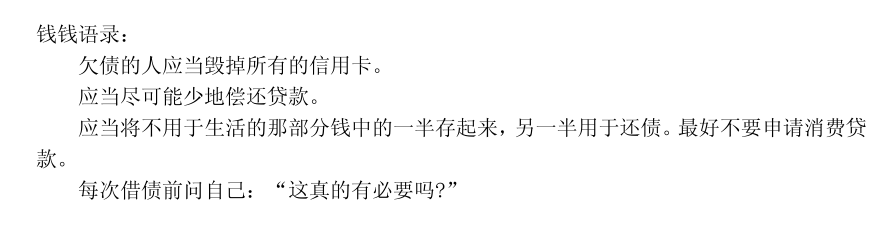 钱钱语录：
欠债的人应当毁掉所有的信用卡。
应当尽可能少地偿还贷款。
应当将不用于生活的那部分钱中的一半存起来，另一半用于还债。最好不要申请消费贷
款。
每次借债前问自己：“这真的有必要吗?”